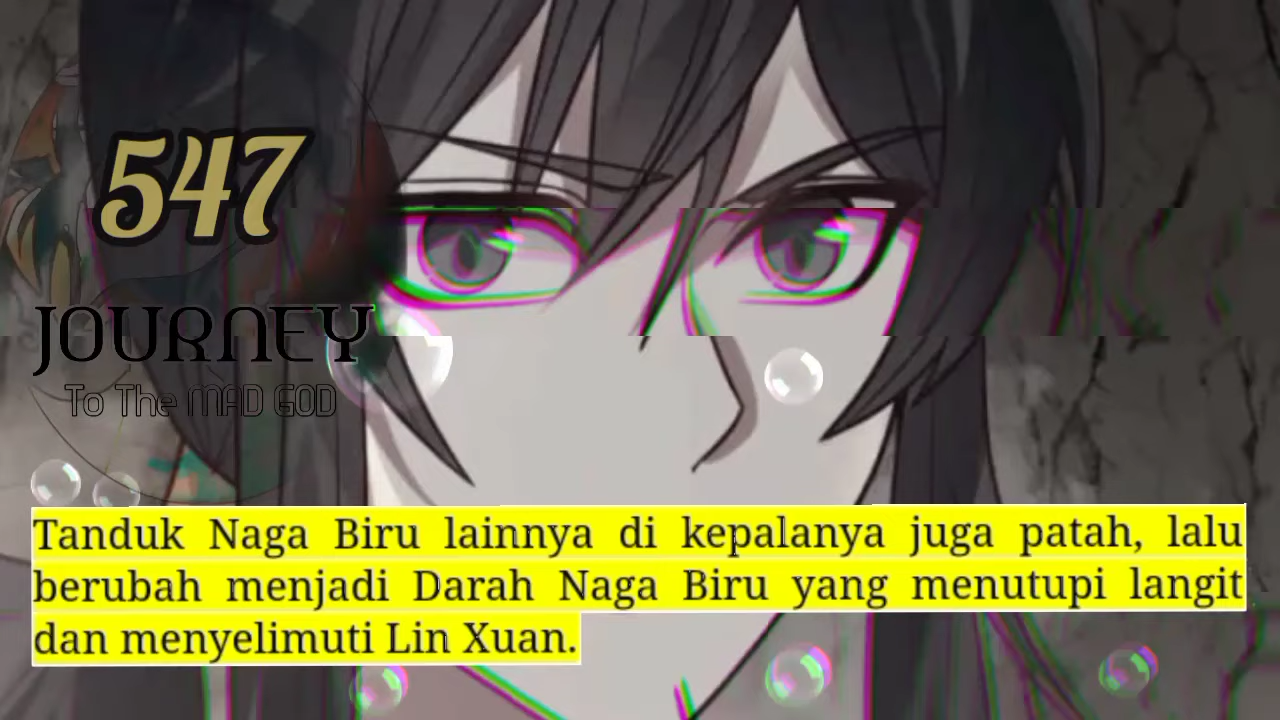 547
JOURNEY
To The MAD GOD
Tanduk Naga Biru lainnya di kepalanya juga patah, lalu
berubah menjadi Darah Naga Biru yang menutupi langit
dan menyelimuti Lin Xuan.